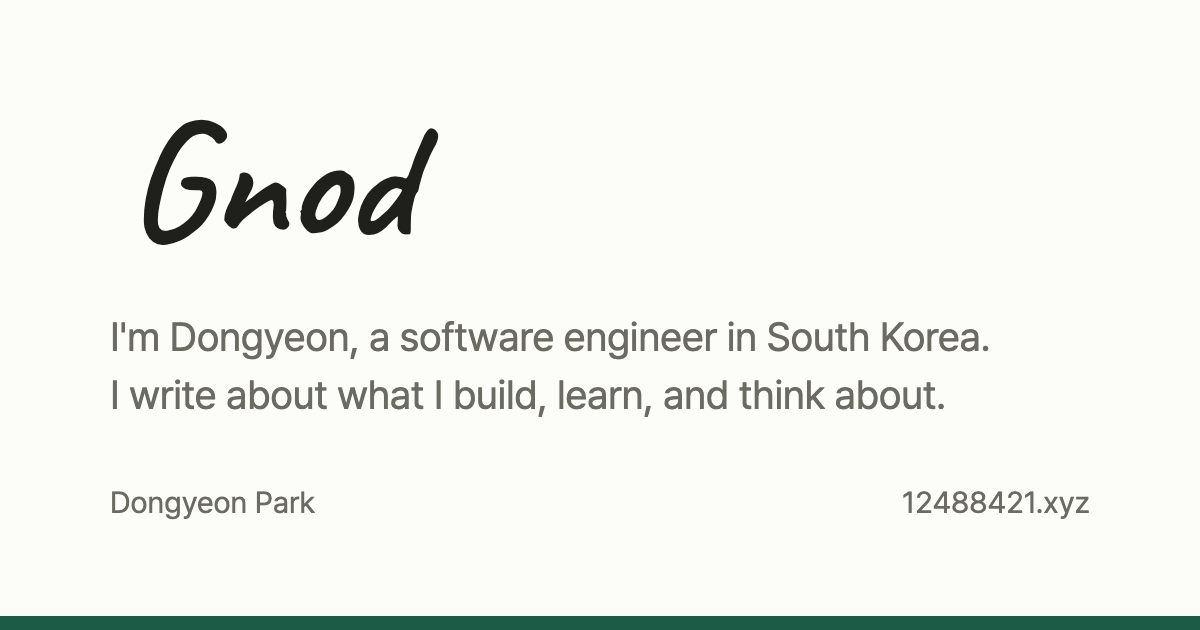 Gnod
I'm Dongyeon, a software engineer in South Korea.
I write about what I build, learn, and think about.
Dongyeon Park
12488421.xyz